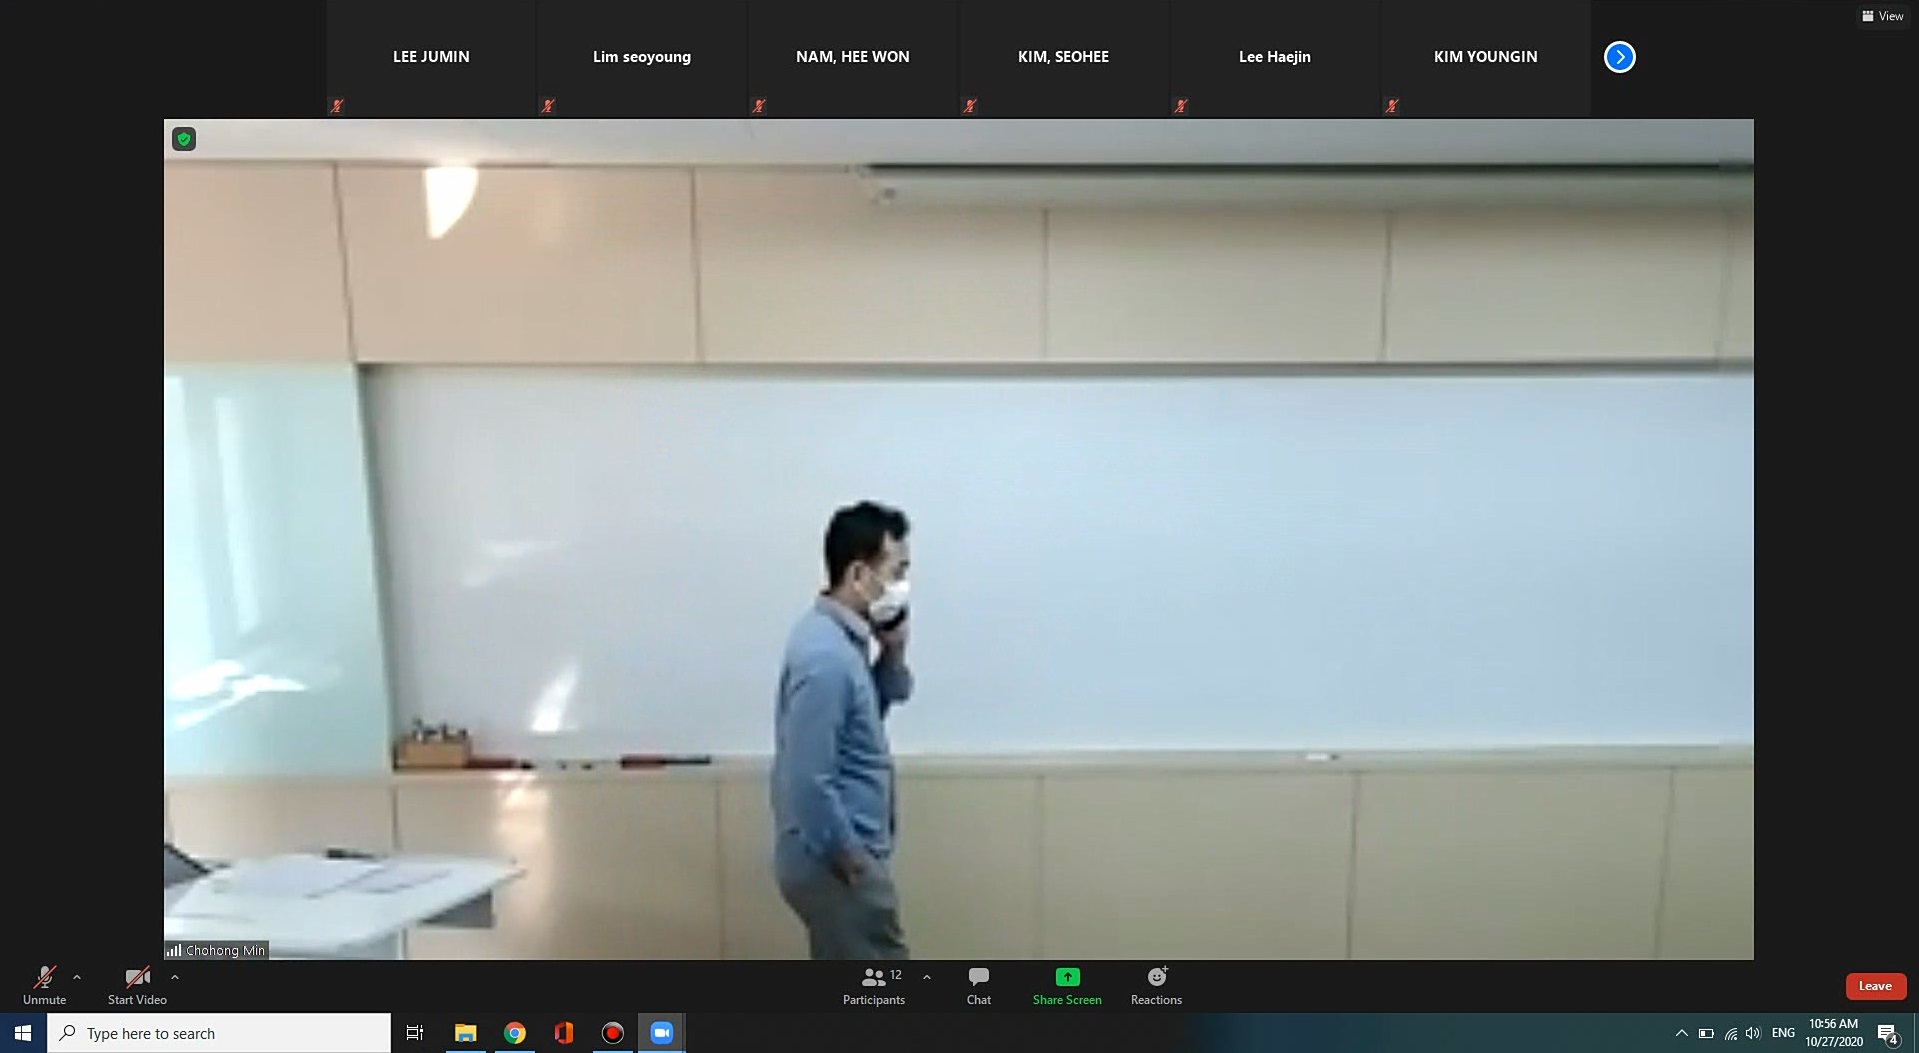 View
LEE JUMIN
Lim seoyoung
NAM, HEE WON
KIM, SEOHEE
Lee Haejin
KIM YOUNGIN
Chohong Min
Unmute
Start Video
12
Participants
Chat
Share Screen
Reactions
Leave
Type here to search
ENG
10:56 AM
10/27/2020
4